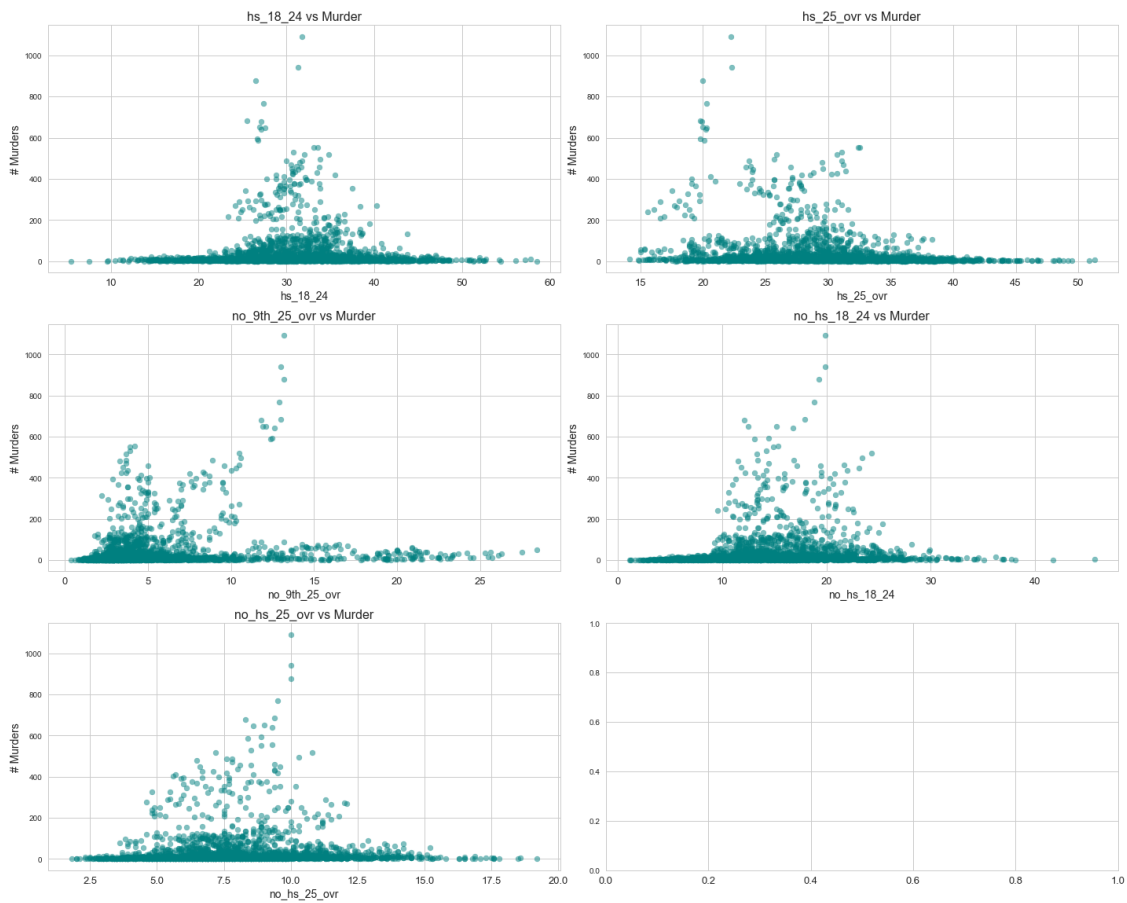 hs_18_24 vs Murder
# Murders
1000
800
600
400
200
0
10 20 30 40 50 60
hs_18_24
hs_25_ovr vs Murder
# Murders
1000
800
600
400
200
0
15 20 25 30 35 40 45 50
hs_25_ovr
no_9th_25_ovr vs Murder
# Murders
1000
800
600
400
200
0
0 5 10 15 20 25
no_9th_25_ovr
no_hs_18_24 vs Murder
# Murders
1000
800
600
400
200
0
0 10 20 30 40
no_hs_18_24
no_hs_25_ovr vs Murder
# Murders
1000
800
600
400
200
0
2.5 5.0 7.5 10.0 12.5 15.0 17.5 20.0
no_hs_25_ovr
1.0
0.8
0.6
0.4
0.2
0.0
0.0 0.2 0.4 0.6 0.8 1.0